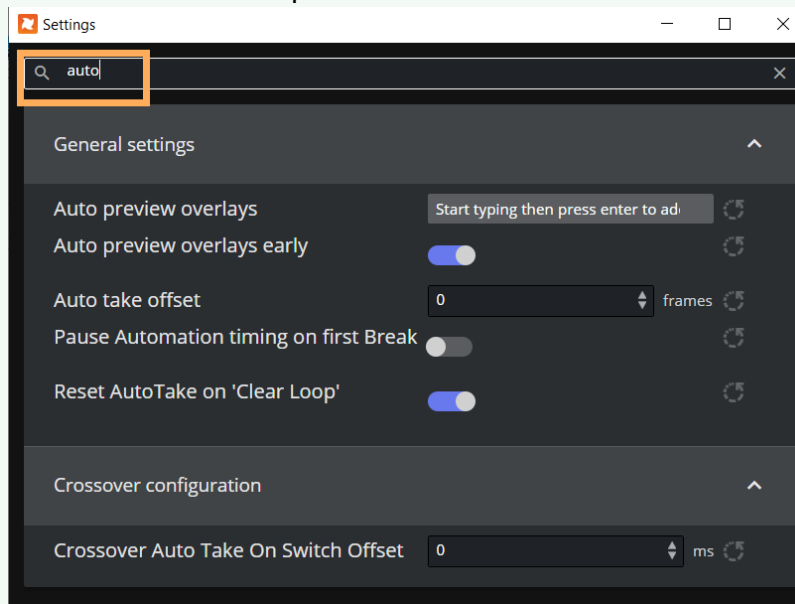 Settings
auto
General settings
Auto preview overlays Start typing then press enter to ad
Auto preview overlays early
Auto take offset 0 frames
Pause Automation timing on first Break
Reset AutoTake on 'Clear Loop'
Crossover configuration
Crossover Auto Take On Switch Offset 0 ms